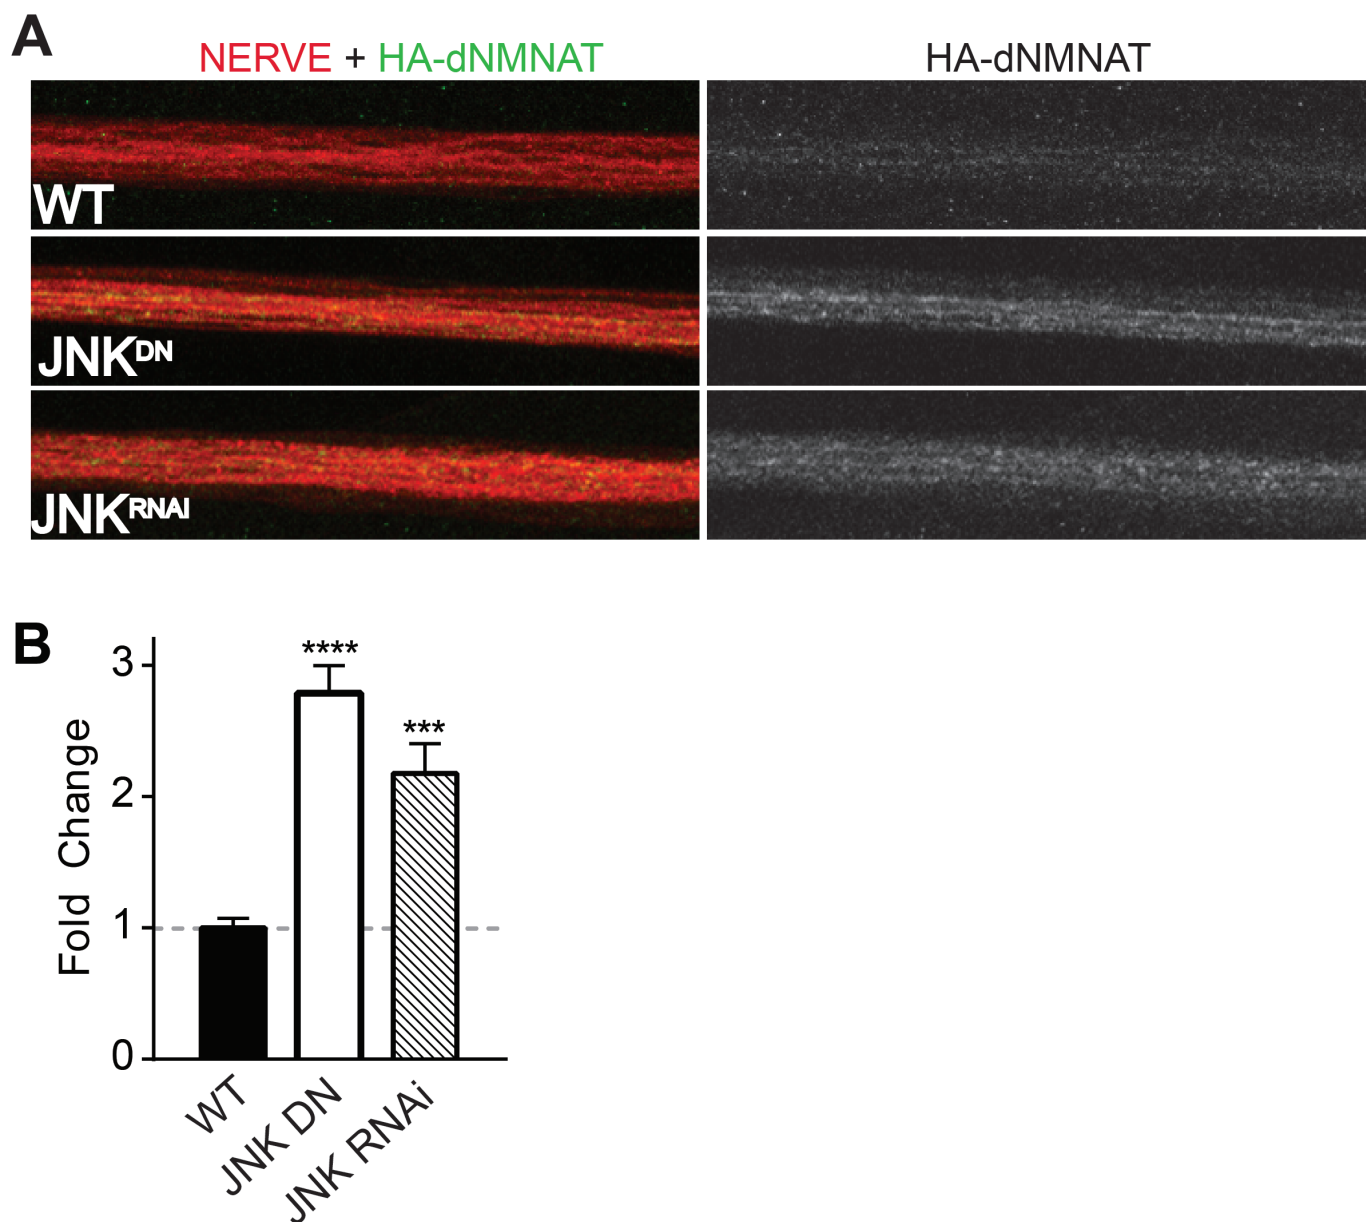 A
NERVE + HA-dNMNAT
HA-dNMNAT
WT
JNKDN
JNKRNAI
B
Fold Change
3
2
1
0
****
***
WT
JNK DN
JNK RNAi